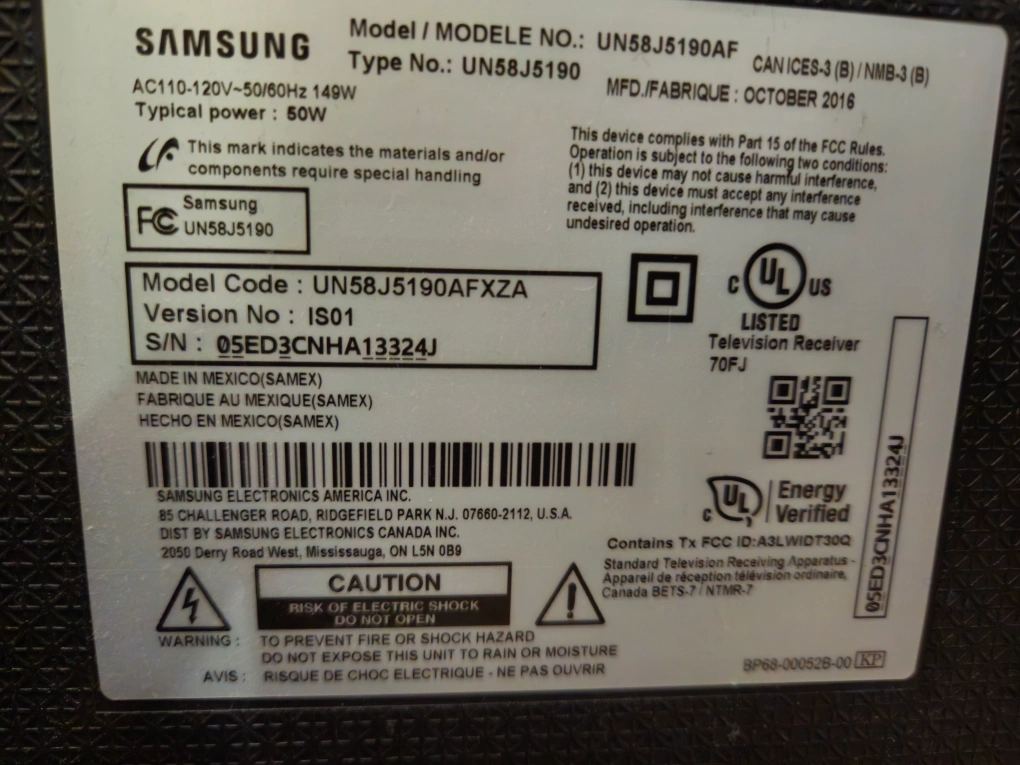 SAMSUNG
Model / MODELE NO.: UN58J5190AF
Type No.: UN58J5190
CAN ICES-3 (B) / NMB-3 (B)
MFD./FABRIQUE : OCTOBER 2016
AC110-120V~50/60Hz 149W
Typical power : 50W
This mark indicates the materials and/or
components require special handling
This device complies with Part 15 of the FCC Rules.
Operation is subject to the following two conditions:
(1) this device may not cause harmful interference,
and (2) this device must accept any interference
received, including interference that may cause
undesired operation.
FC Samsung
UN58J5190
Model Code : UN58J5190AFXZA
Version No : IS01
S/N : 05ED3CNHA13324J
C UL US
LISTED
Television Receiver
70FJ
MADE IN MEXICO(SAMEX)
FABRIQUE AU MEXIQUE(SAMEX)
HECHO EN MEXICO(SAMEX)
SAMSUNG ELECTRONICS AMERICA INC.
85 CHALLENGER ROAD, RIDGEFIELD PARK N.J. 07660-2112, U.S.A.
DIST BY SAMSUNG ELECTRONICS CANADA INC.
2050 Derry Road West, Mississauga, ON L5N 0B9
C UL Energy
Verified
Contains Tx FCC ID:A3LWIDT30Q
Standard Television Receiving Apparatus -
Appareil de réception télévision ordinaire,
Canada BETS-7 / NTMR-7
05ED3CNHA13324J
CAUTION
RISK OF ELECTRIC SHOCK
DO NOT OPEN
WARNING : TO PREVENT FIRE OR SHOCK HAZARD
DO NOT EXPOSE THIS UNIT TO RAIN OR MOISTURE
AVIS : RISQUE DE CHOC ELECTRIQUE - NE PAS OUVRIR
BP68-00052B-00 KP